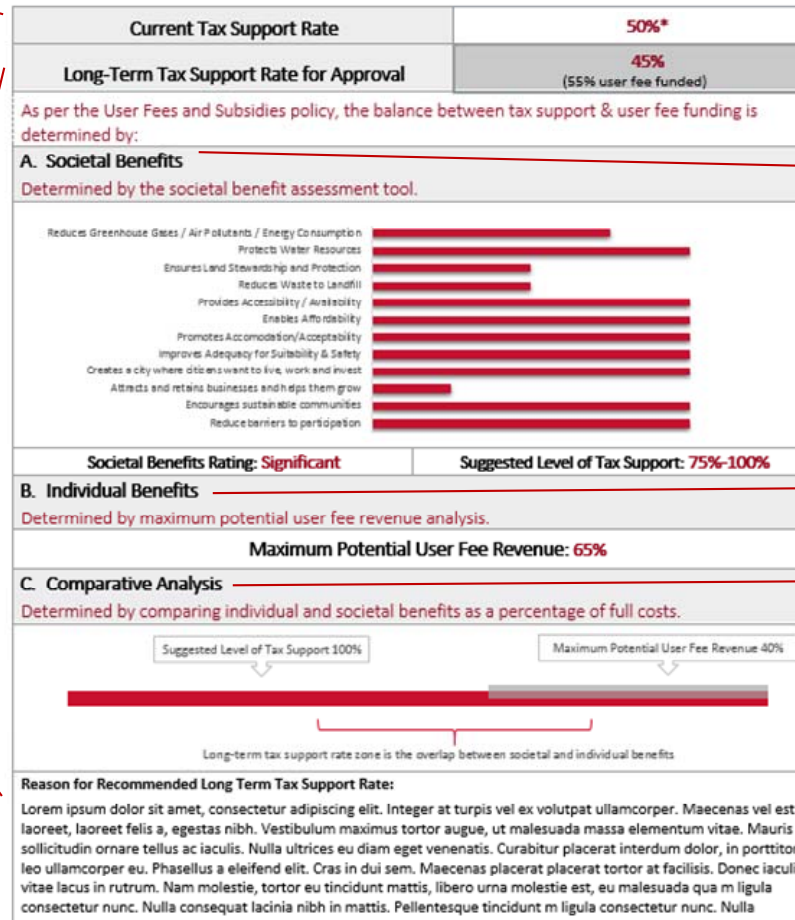 Current Tax Support Rate
50%*
Long-Term Tax Support Rate for Approval
45%
(55% user fee funded)
As per the User Fees and Subsidies policy, the balance between tax support & user fee funding is
determined by:
A. Societal Benefits
Determined by the societal benefit assessment tool.
Reduces Greenhouse Gases / Air Pollutants / Energy Consumption
Protects Water Resources
Ensures Land Stewardship and Protection
Reduces Waste to Landfill
Provides Accessibility / Availability
Enables Affordability
Promotes Accomodation/Acceptability
Improves Adequacy for Suitability & Safety
Creates a city where citizens want to live, work and invest
Attracts and retains businesses and helps them grow
Encourages sustainable communities
Reduce barriers to participation
Societal Benefits Rating: Significant
Suggested Level of Tax Support: 75%-100%
B. Individual Benefits
Determined by maximum potential user fee revenue analysis.
Maximum Potential User Fee Revenue: 65%
C. Comparative Analysis
Determined by comparing individual and societal benefits as a percentage of full costs.
Suggested Level of Tax Support 100%
Maximum Potential User Fee Revenue 40%
Long-term tax support rate zone is the overlap between societal and individual benefits
Reason for Recommended Long Term Tax Support Rate:
Lorem ipsum dolor sit amet, consectetur adipiscing elit. Integer at turpis vel ex volutpat ullamcorper. Maecenas vel est
laoreet, laoreet felis a, egestas nibh. Vestibulum maximus tortor augue, ut malesuada massa elementum vitae. Mauris
sollicitudin ornare tellus ac iaculis. Nulla ultrices eu diam eget venenatis. Curabitur placerat interdum dolor, in porttitor
leo ullamcorper eu. Phasellus a eleifend elit. Cras in dui sem. Maecenas placerat placerat tortor at facilisis. Donec iaculi
vitae lacus in rutrum. Nam molestie, tortor eu tincidunt mattis, libero urna molestie est, eu malesuada qua m ligula
consectetur nunc. Nulla consequat lacinia nibh in mattis. Pellentesque tincidunt m ligula consectetur nunc. Nulla